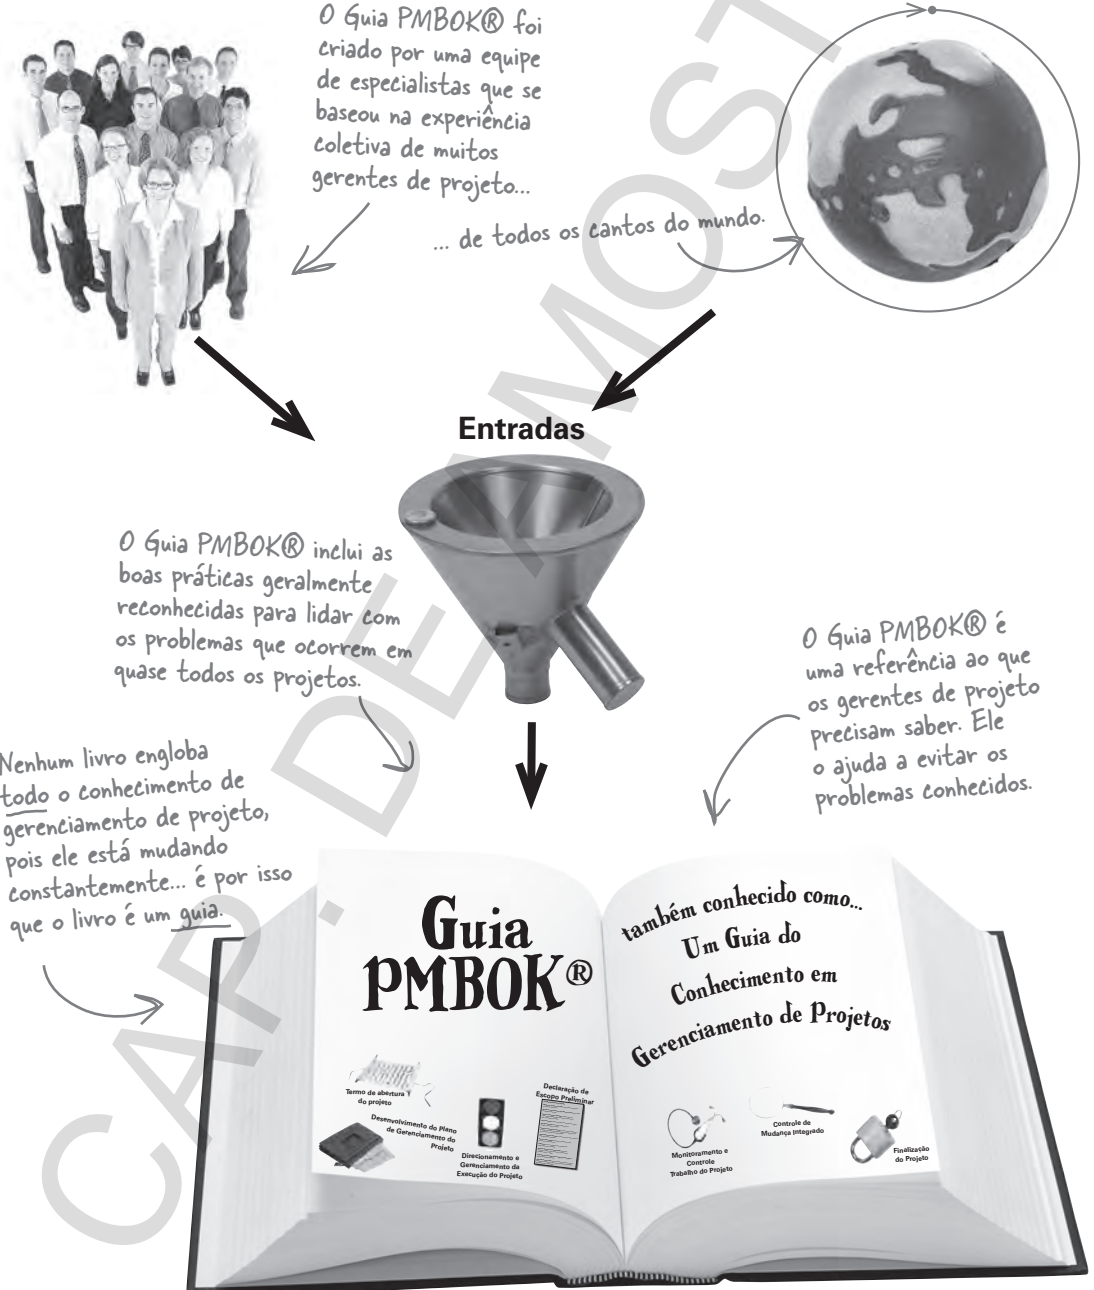 O Guia PMBOK® foi
criado por uma equipe
de especialistas que se
baseou na experiência
coletiva de muitos
gerentes de projeto...
... de todos os cantos do mundo.
Entradas
O Guia PMBOK® inclui as
boas práticas geralmente
reconhecidas para lidar com
os problemas que ocorrem em
quase todos os projetos.
O Guia PMBOK® é
uma referência ao que
os gerentes de projeto
precisam saber. Ele
o ajuda a evitar os
problemas conhecidos.
Nenhum livro engloba
todo o conhecimento de
gerenciamento de projeto,
pois ele está mudando
constantemente... é por isso
que o livro é um guia.
Guia
PMBOK®
também conhecido como...
Um Guia do
Conhecimento em
Gerenciamento de Projetos
Termo de abertura
do projeto
Desenvolvimento do Plano
de Gerenciamento do
Projeto
Direcionamento e
Gerenciamento da
Execução do Projeto
Declaração de
Escopo Preliminar
Monitoramento e
Controle
Trabalho do Projeto
Controle de
Mudança Integrado
Finalização
do Projeto
CAP. DE AMOST